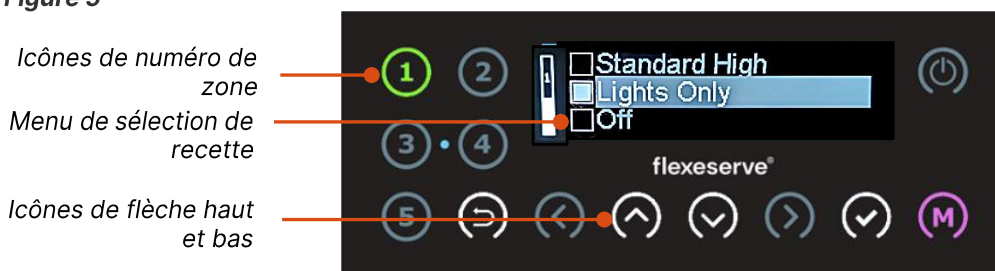 Figure 5
Icônes de numéro de
zone
Menu de sélection de
recette
Icônes de flèche haut
et bas
1
2
3
4
5
1
Standard High
Lights Only
Off
flexeserve®
M